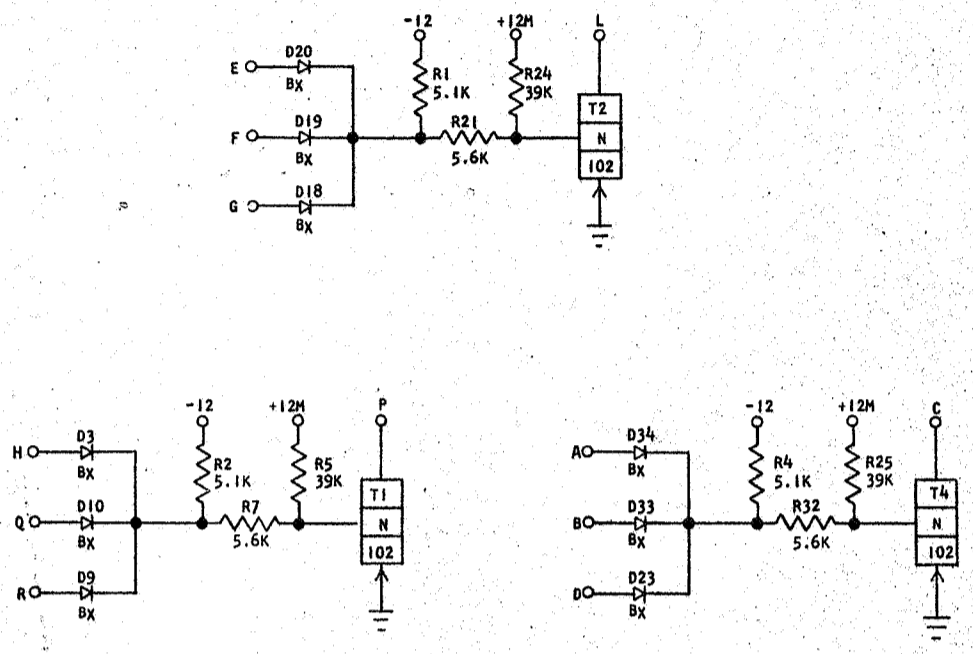 -12 +12M L
D20
E
BX
R1
5.1K
R24
39K
D19
F
BX
R21
5.6K
T2
N
102
D18
G
BX
-12 +12M P
D3
H
BX
R2
5.1K
R5
39K
D10
Q
BX
R7
5.6K
T1
N
102
D9
R
BX
-12 +12M C
D34
A
BX
R4
5.1K
R25
39K
D33
B
BX
R32
5.6K
T4
N
102
D23
D
BX